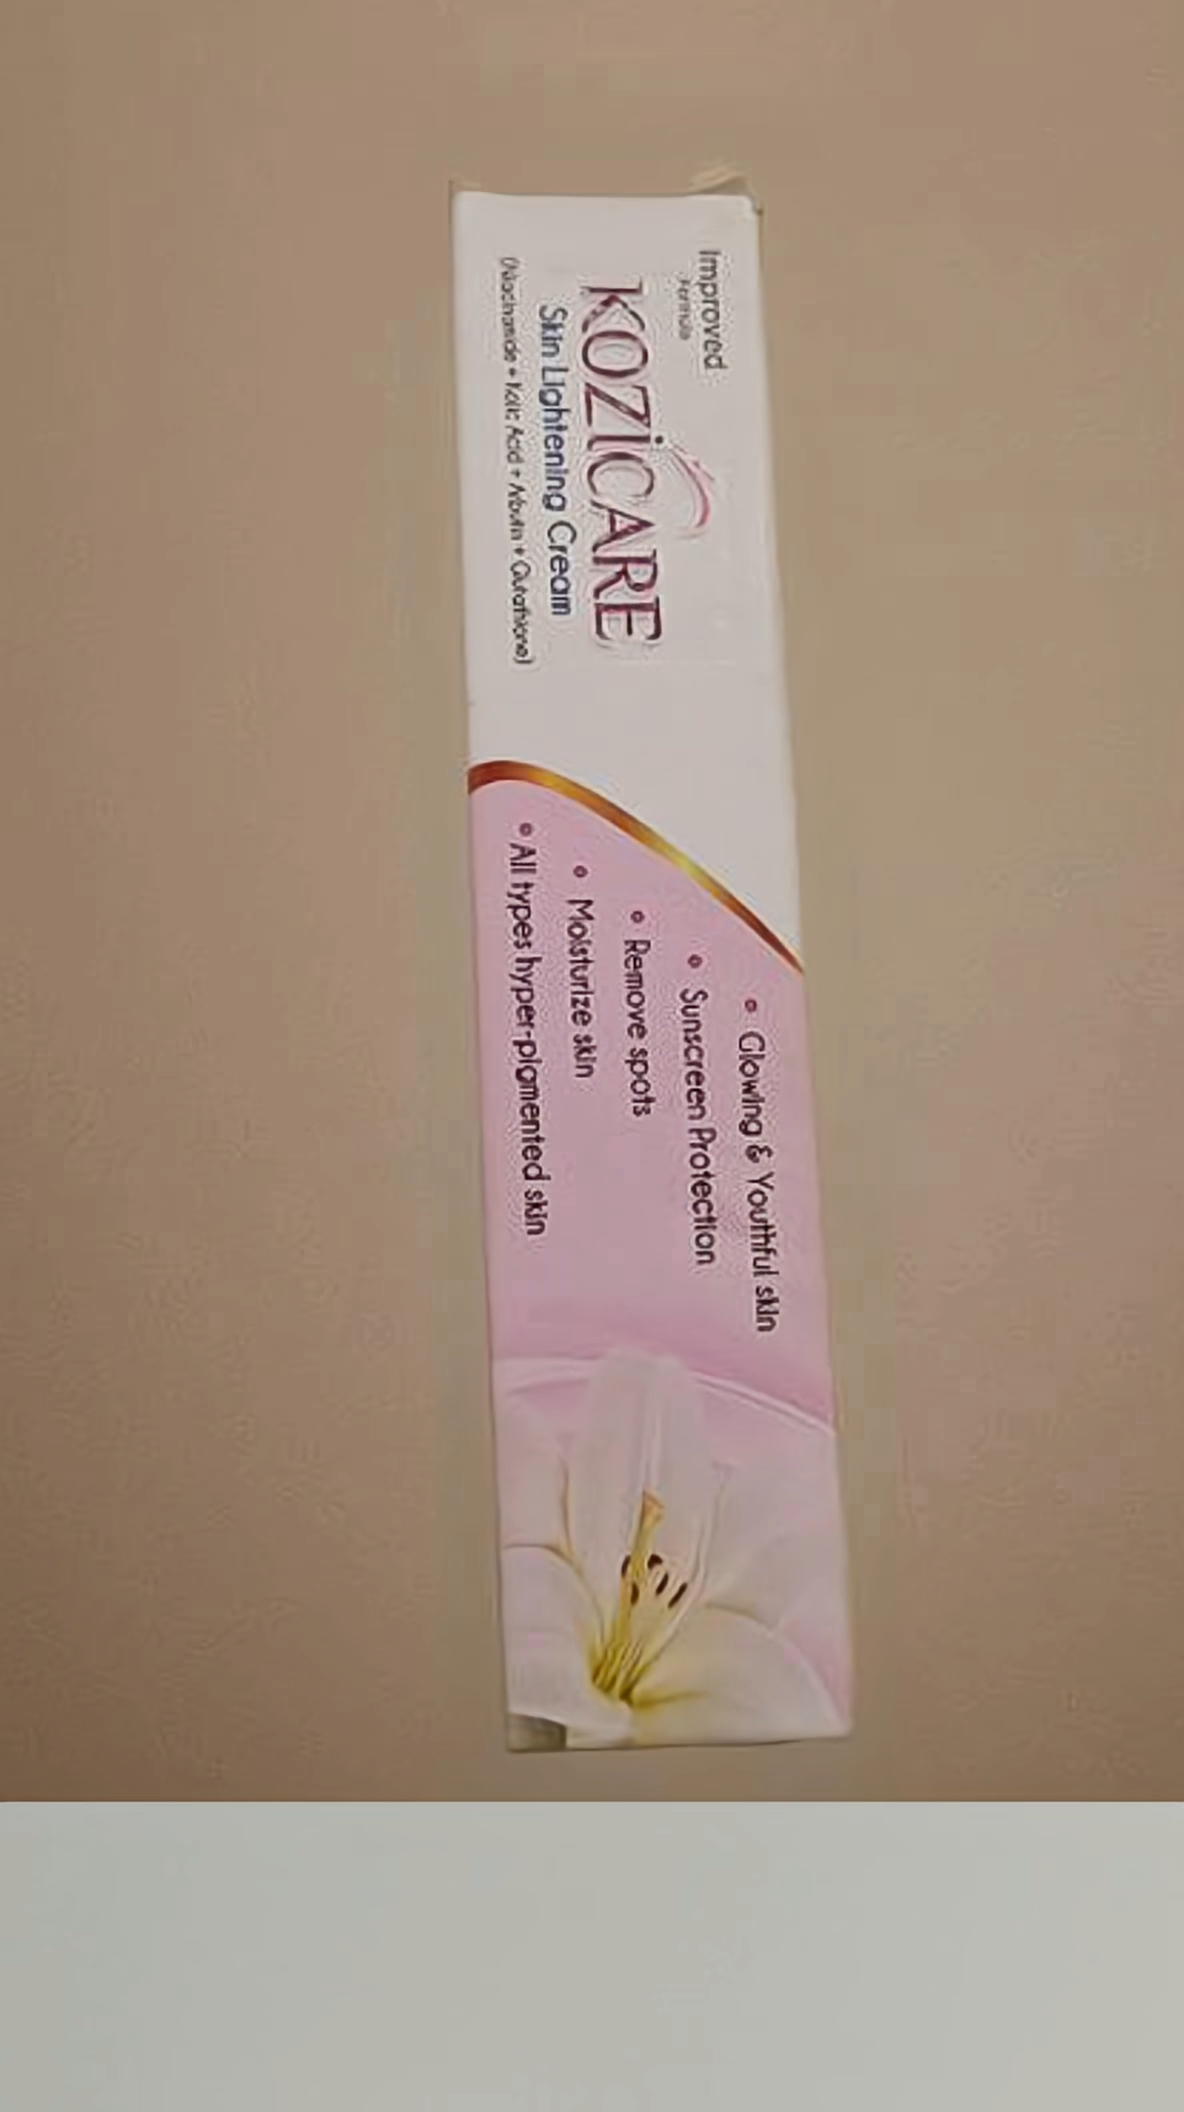 Improved
Formula
KOZiCARE
Skin Lightening Cream
(Niacinamide + Kojic Acid + Arbutin + Glutathione)
• Glowing & Youthful skin
• Sunscreen Protection
• Remove spots
• Moisturize skin
• All types hyper-pigmented skin